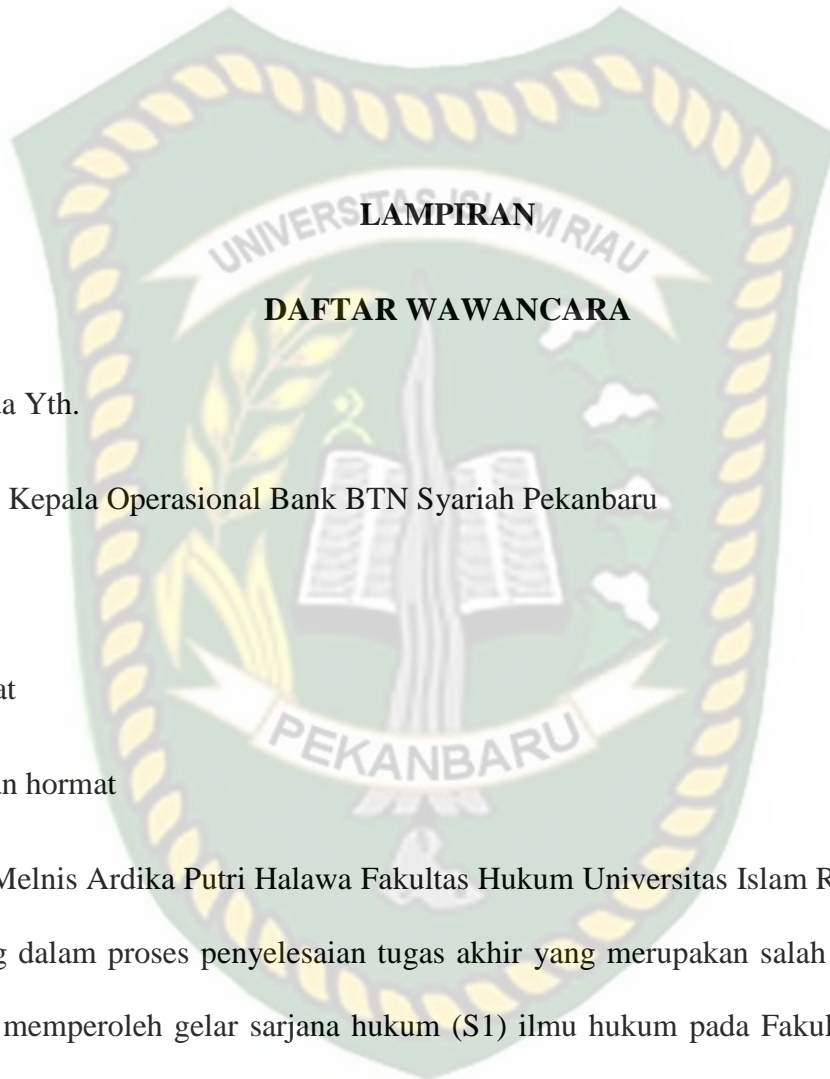 UNIVERSITAS ISLAM RIAU
LAMPIRAN
DAFTAR WAWANCARA
a Yth.
Kepala Operasional Bank BTN Syariah Pekanbaru
at
PEKANBARU
n hormat
Melnis Ardika Putri Halawa Fakultas Hukum Universitas Islam R
g dalam proses penyelesaian tugas akhir yang merupakan salah
memperoleh gelar sarjana hukum (S1) ilmu hukum pada Fakul